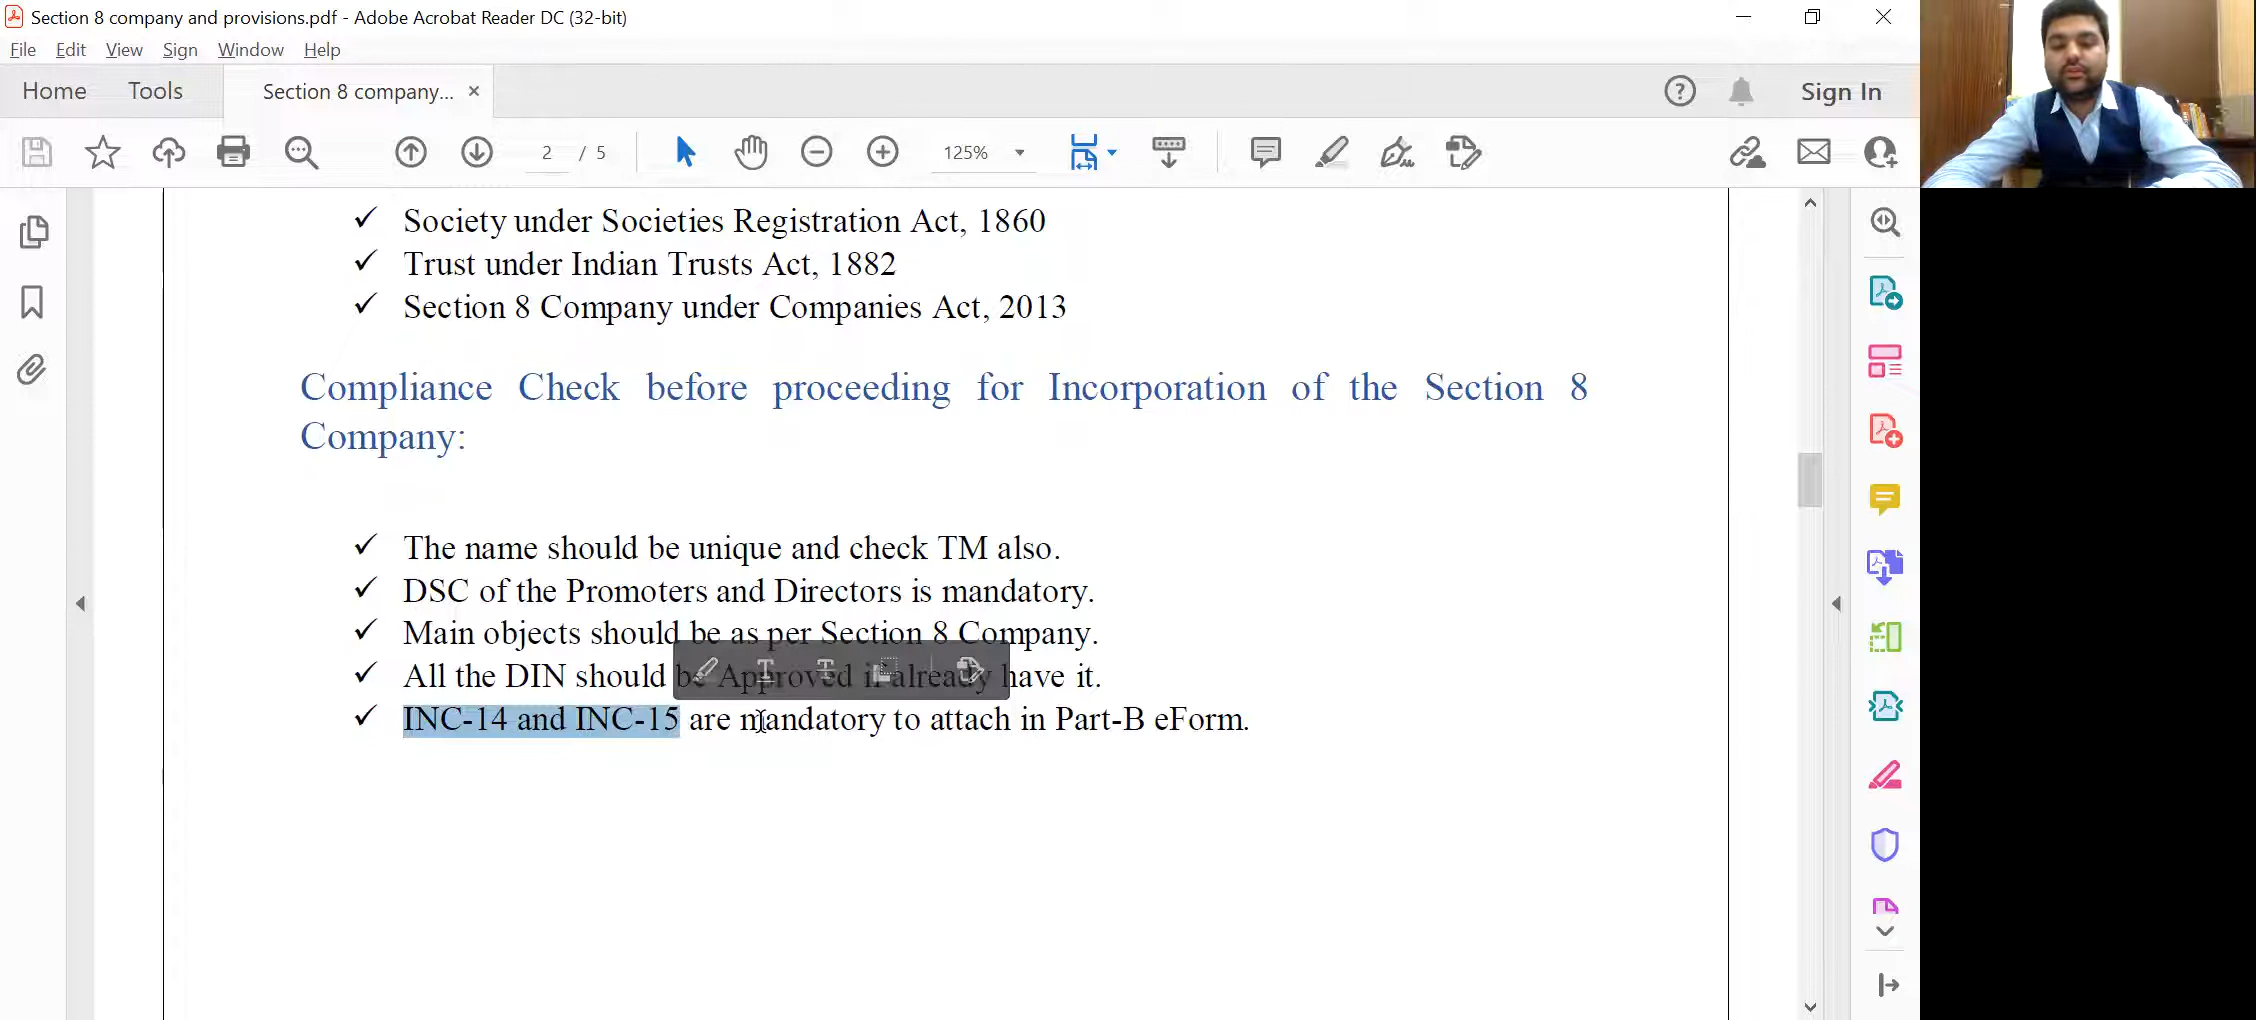 Section 8 company and provisions.pdf - Adobe Acrobat Reader DC (32-bit)
File Edit View Sign Window Help
Home Tools Section 8 company... × Sign In
2 / 5 125%
✓ Society under Societies Registration Act, 1860
✓ Trust under Indian Trusts Act, 1882
✓ Section 8 Company under Companies Act, 2013
Compliance Check before proceeding for Incorporation of the Section 8
Company:
✓ The name should be unique and check TM also.
✓ DSC of the Promoters and Directors is mandatory.
✓ Main objects should be as per Section 8 Company.
✓ All the DIN should be Approved if already have it.
✓ INC-14 and INC-15 are mandatory to attach in Part-B eForm.